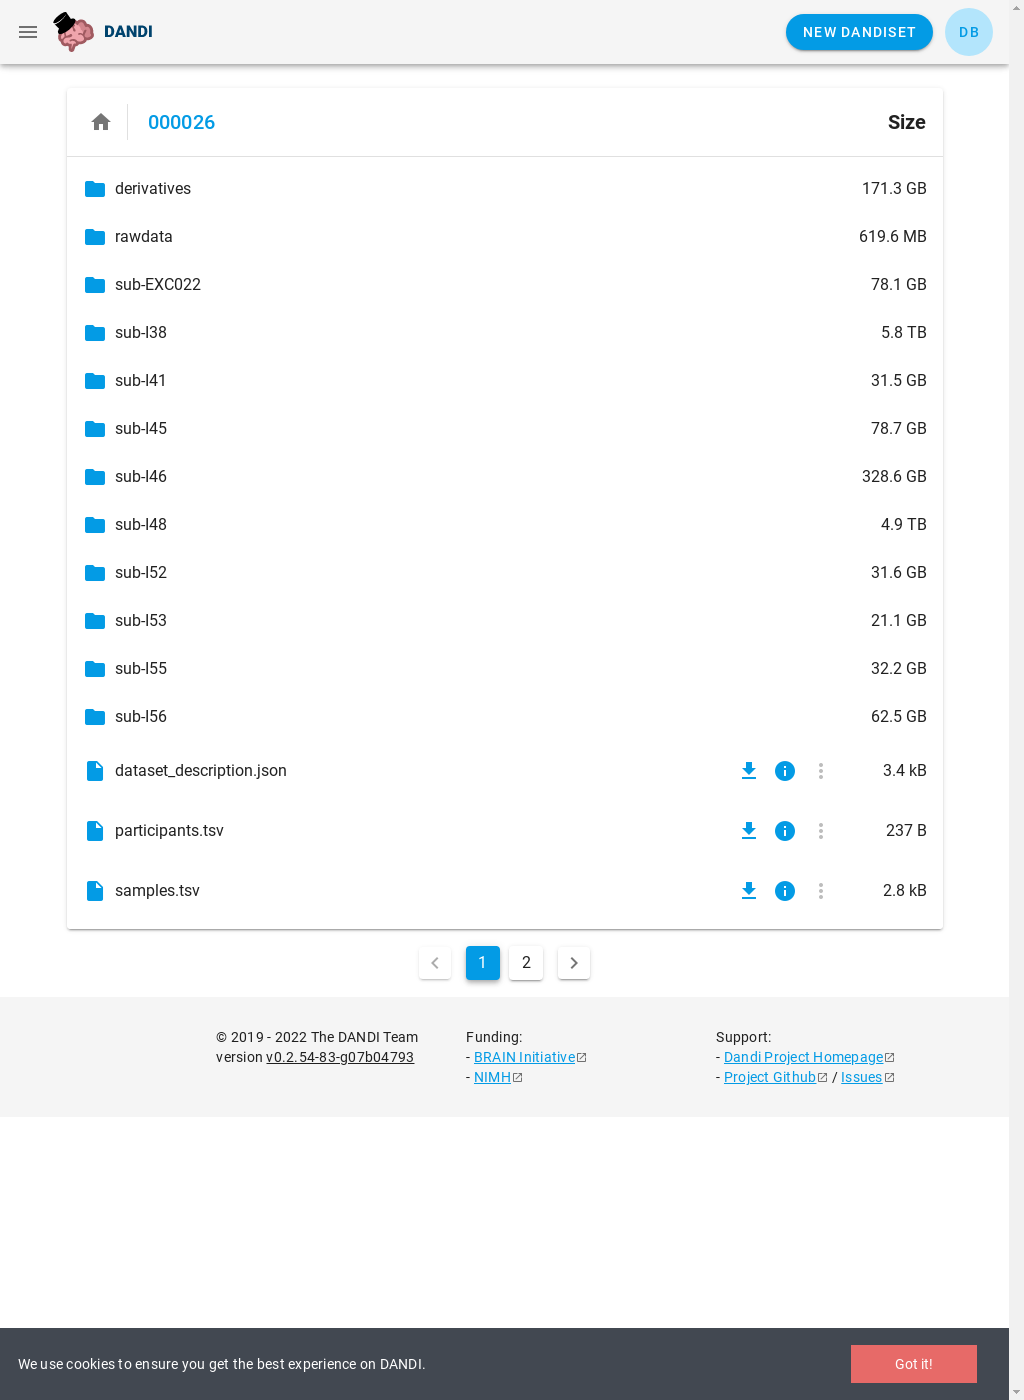 DANDI
NEW DANDISET
DB
000026
Size
derivatives 171.3 GB
rawdata 619.6 MB
sub-EXC022 78.1 GB
sub-I38 5.8 TB
sub-I41 31.5 GB
sub-I45 78.7 GB
sub-I46 328.6 GB
sub-I48 4.9 TB
sub-I52 31.6 GB
sub-I53 21.1 GB
sub-I55 32.2 GB
sub-I56 62.5 GB
dataset_description.json 3.4 kB
participants.tsv 237 B
samples.tsv 2.8 kB
1 2
© 2019 - 2022 The DANDI Team
version v0.2.54-83-g07b04793
Funding:
- BRAIN Initiative
- NIMH
Support:
- Dandi Project Homepage
- Project Github / Issues
We use cookies to ensure you get the best experience on DANDI.
Got it!